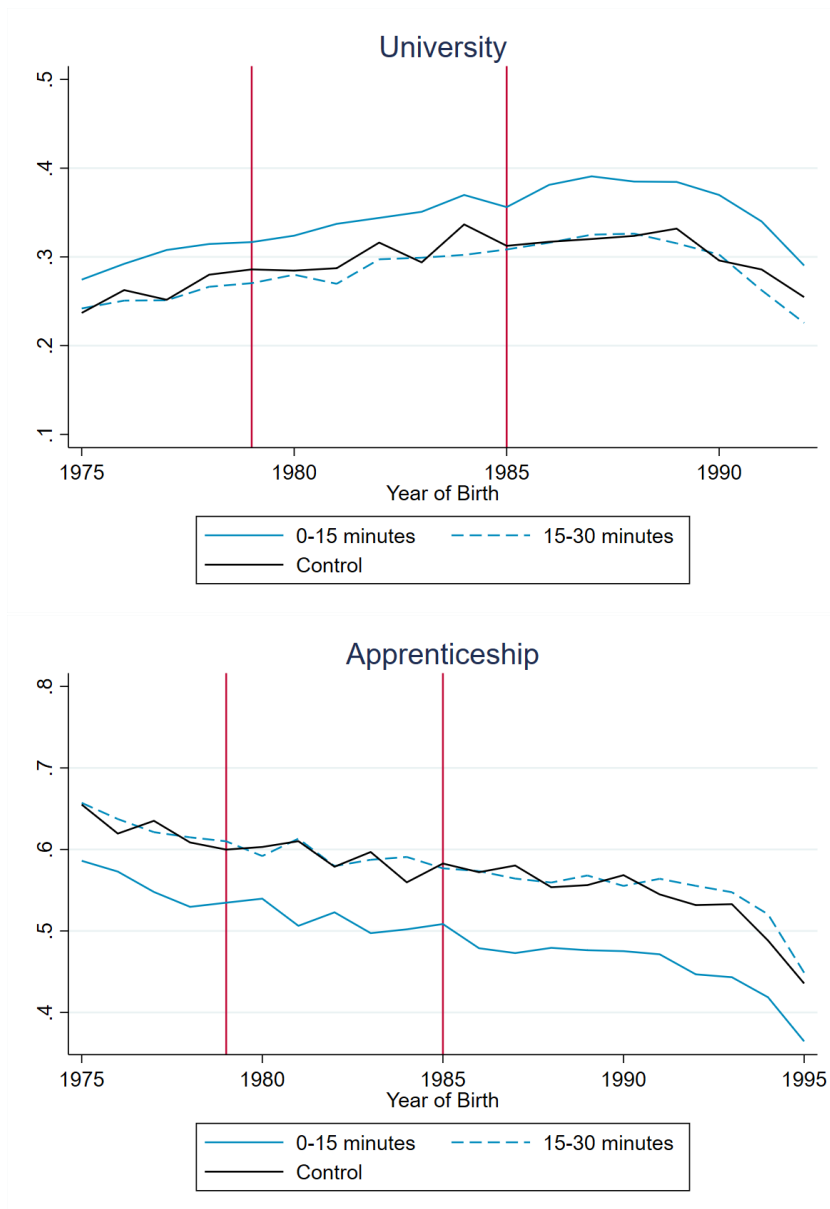 University
.5
.4
.3
.2
.1
1975 1980 1985 1990
Year of Birth
0-15 minutes 15-30 minutes
Control
Apprenticeship
.8
.7
.6
.5
.4
1975 1980 1985 1990 1995
Year of Birth
0-15 minutes 15-30 minutes
Control